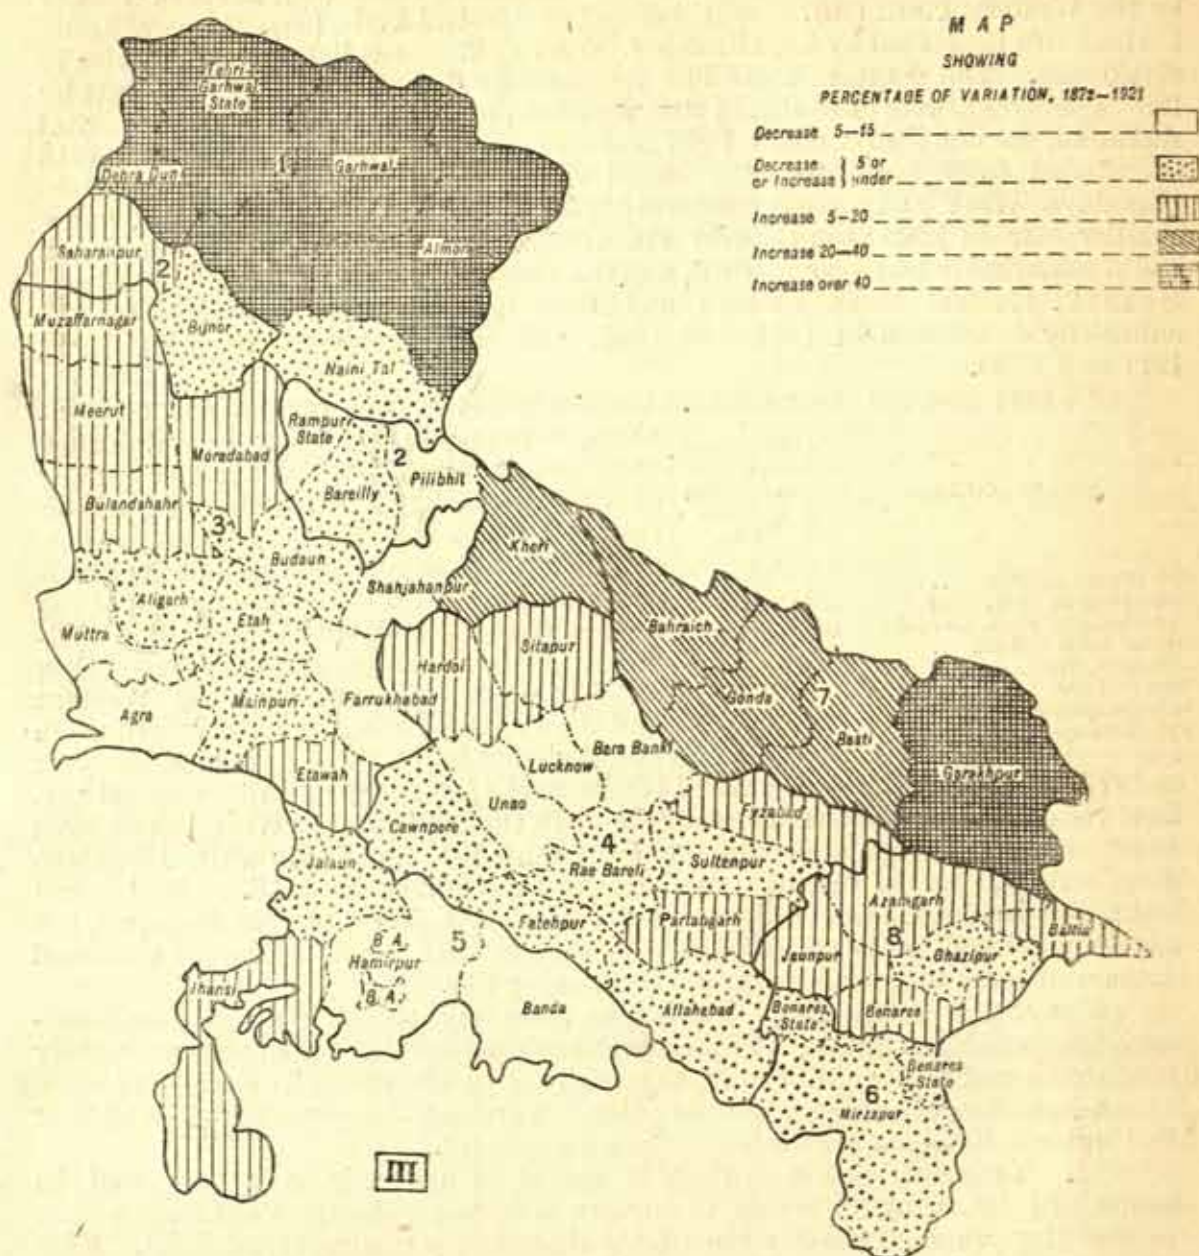 MAP
SHOWING
PERCENTAGE OF VARIATION, 1872—1921
Decrease 5—15
Decrease or Increase } 5 or under
Increase 5—20
Increase 20—40
Increase over 40
Tehri-
Garhwal
State
1
Garhwal
Dehra Dun
Almora
Saharanpur
2
Muzaffarnagar
Bijnor
Naini Tal
Meerut
Rampur
State
Moradabad
2
Pilibhit
Bareilly
Bulandshahr
3
Kheri
Budaun
Shahjahanpur
Aligarh
Etah
Muttra
Bahraich
Sitapur
Hardoi
Mainpuri
Farrukhabad
Agra
Gonda
7
Basti
Bara Banki
Lucknow
Etawah
Gorakhpur
Unao
Fyzabad
Cawnpore
4
Sultanpur
Jalaun
Rae Bareli
Azamgarh
Fatehpur
Partabgarh
Ballia
B.A.
5
8
Hamirpur
Jaunpur
Ghazipur
Jhansi
B.A.
Banda
Allahabad
Benares
State
Benares
Benares
State
6
Mirzapur
III